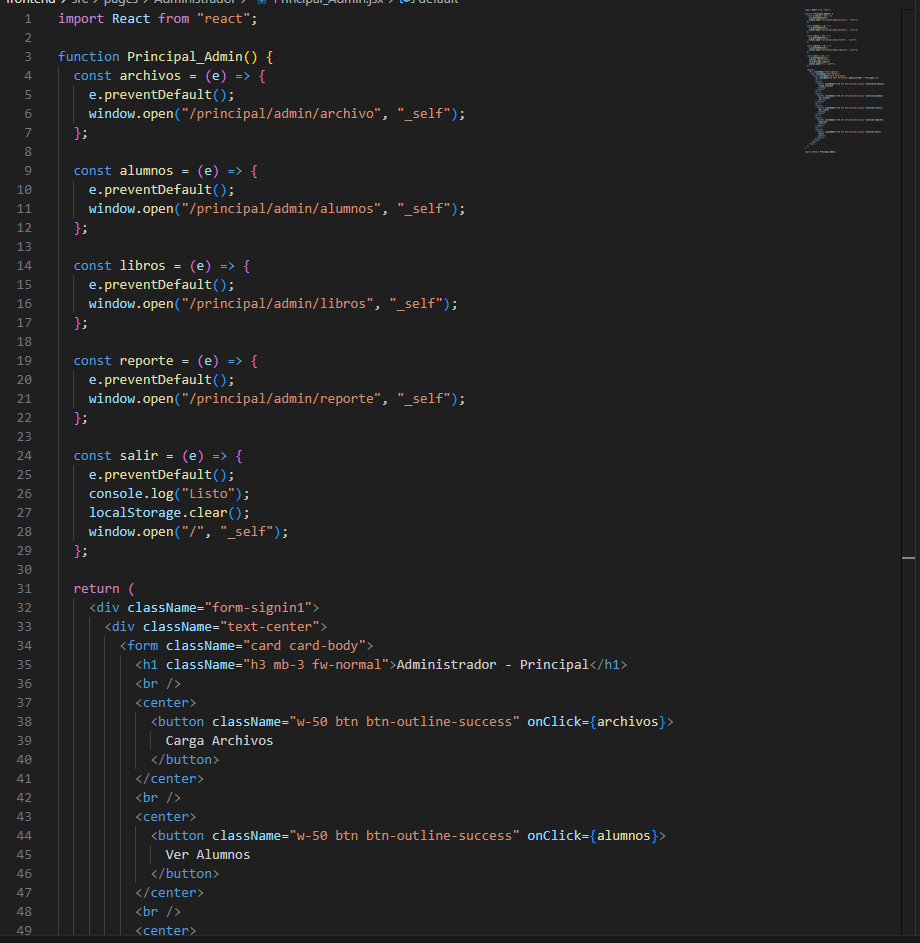 frontend > src > pages > Administrador > Principal_Admin.jsx > default
1 import React from "react";
2
3 function Principal_Admin() {
4 const archivos = (e) => {
5 e.preventDefault();
6 window.open("/principal/admin/archivo", "_self");
7 };
8
9 const alumnos = (e) => {
10 e.preventDefault();
11 window.open("/principal/admin/alumnos", "_self");
12 };
13
14 const libros = (e) => {
15 e.preventDefault();
16 window.open("/principal/admin/libros", "_self");
17 };
18
19 const reporte = (e) => {
20 e.preventDefault();
21 window.open("/principal/admin/reporte", "_self");
22 };
23
24 const salir = (e) => {
25 e.preventDefault();
26 console.log("Listo");
27 localStorage.clear();
28 window.open("/", "_self");
29 };
30
31 return (
32 <div className="form-signin1">
33 <div className="text-center">
34 <form className="card card-body">
35 <h1 className="h3 mb-3 fw-normal">Administrador - Principal</h1>
36 <br />
37 <center>
38 <button className="w-50 btn btn-outline-success" onClick={archivos}>
39 Carga Archivos
40 </button>
41 </center>
42 <br />
43 <center>
44 <button className="w-50 btn btn-outline-success" onClick={alumnos}>
45 Ver Alumnos
46 </button>
47 </center>
48 <br />
49 <center>